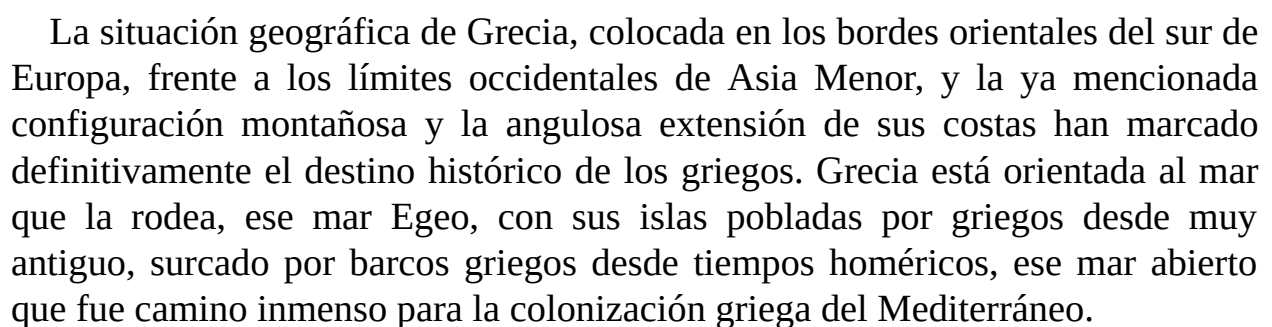 La situación geográfica de Grecia, colocada en los bordes orientales del sur de
Europa, frente a los límites occidentales de Asia Menor, y la ya mencionada
configuración montañosa y la angulosa extensión de sus costas han marcado
definitivamente el destino histórico de los griegos. Grecia está orientada al mar
que la rodea, ese mar Egeo, con sus islas pobladas por griegos desde muy
antiguo, surcado por barcos griegos desde tiempos homéricos, ese mar abierto
que fue camino inmenso para la colonización griega del Mediterráneo.